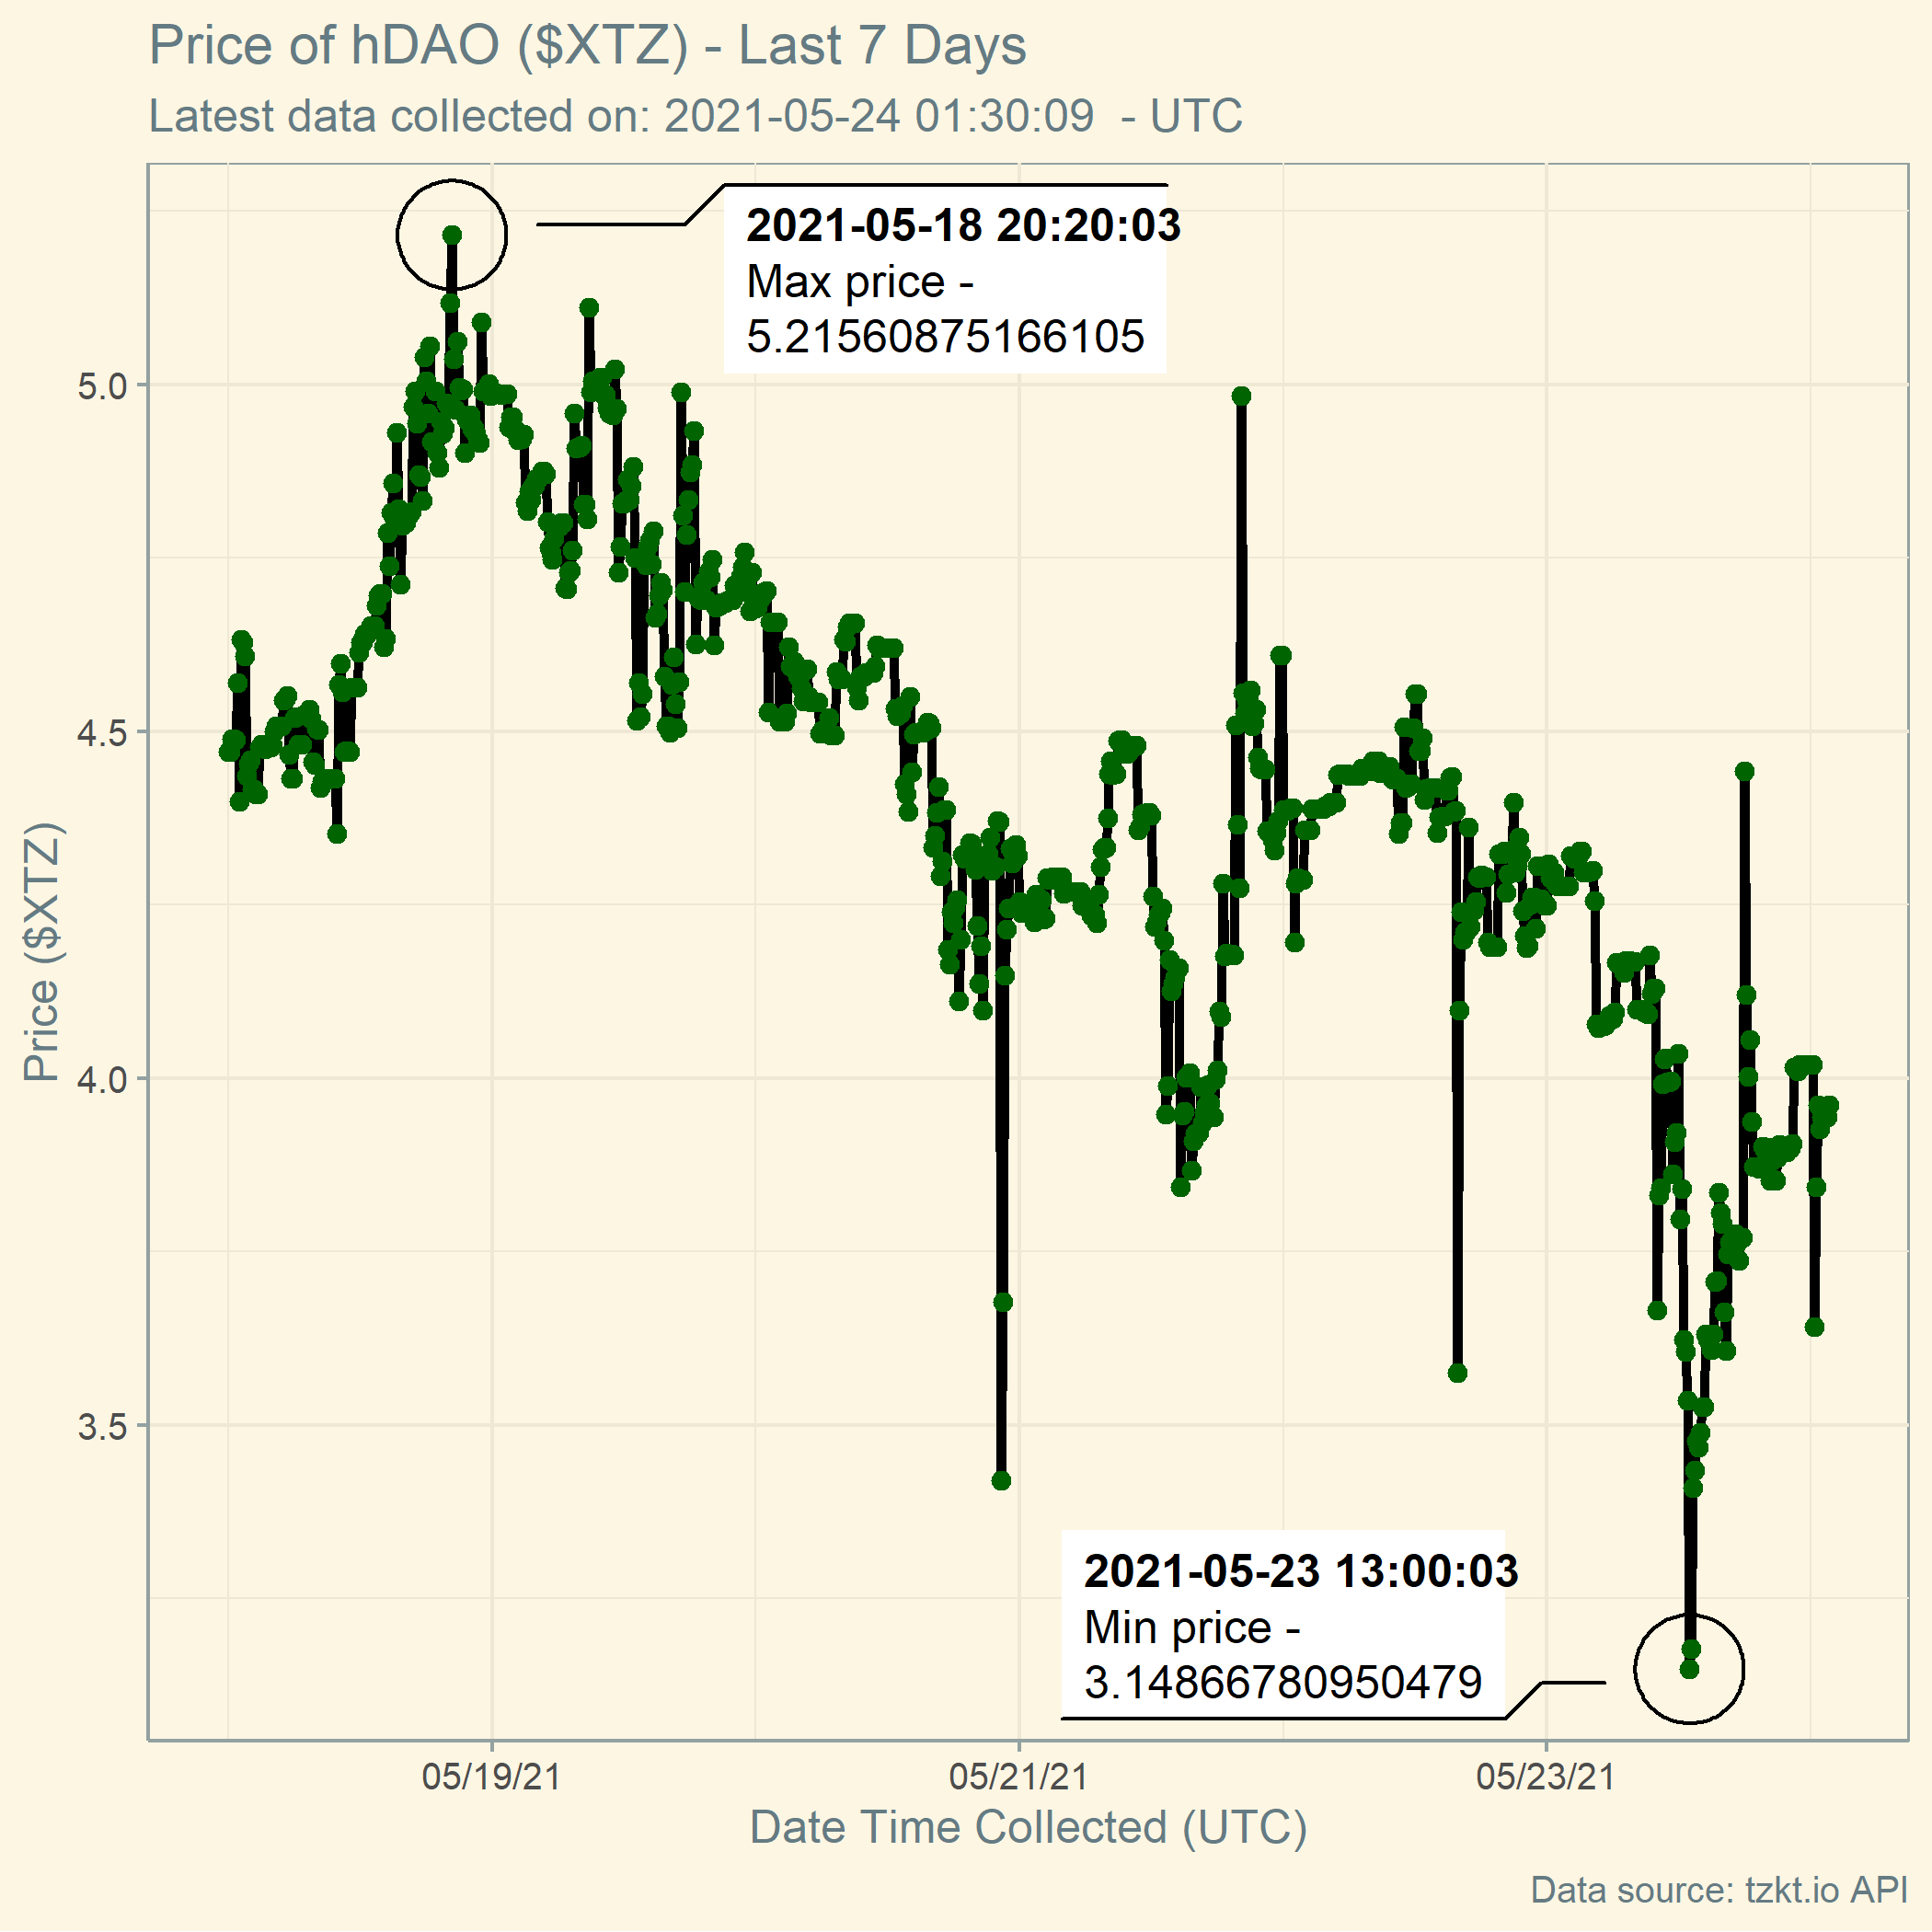 Price of hDAO ($XTZ) - Last 7 Days
Latest data collected on: 2021-05-24 01:30:09  - UTC
2021-05-18 20:20:03
Max price -
5.21560875166105
5.0
4.5
4.0
3.5
Price ($XTZ)
2021-05-23 13:00:03
Min price -
3.14866780950479
05/19/21
05/21/21
05/23/21
Date Time Collected (UTC)
Data source: tzkt.io API